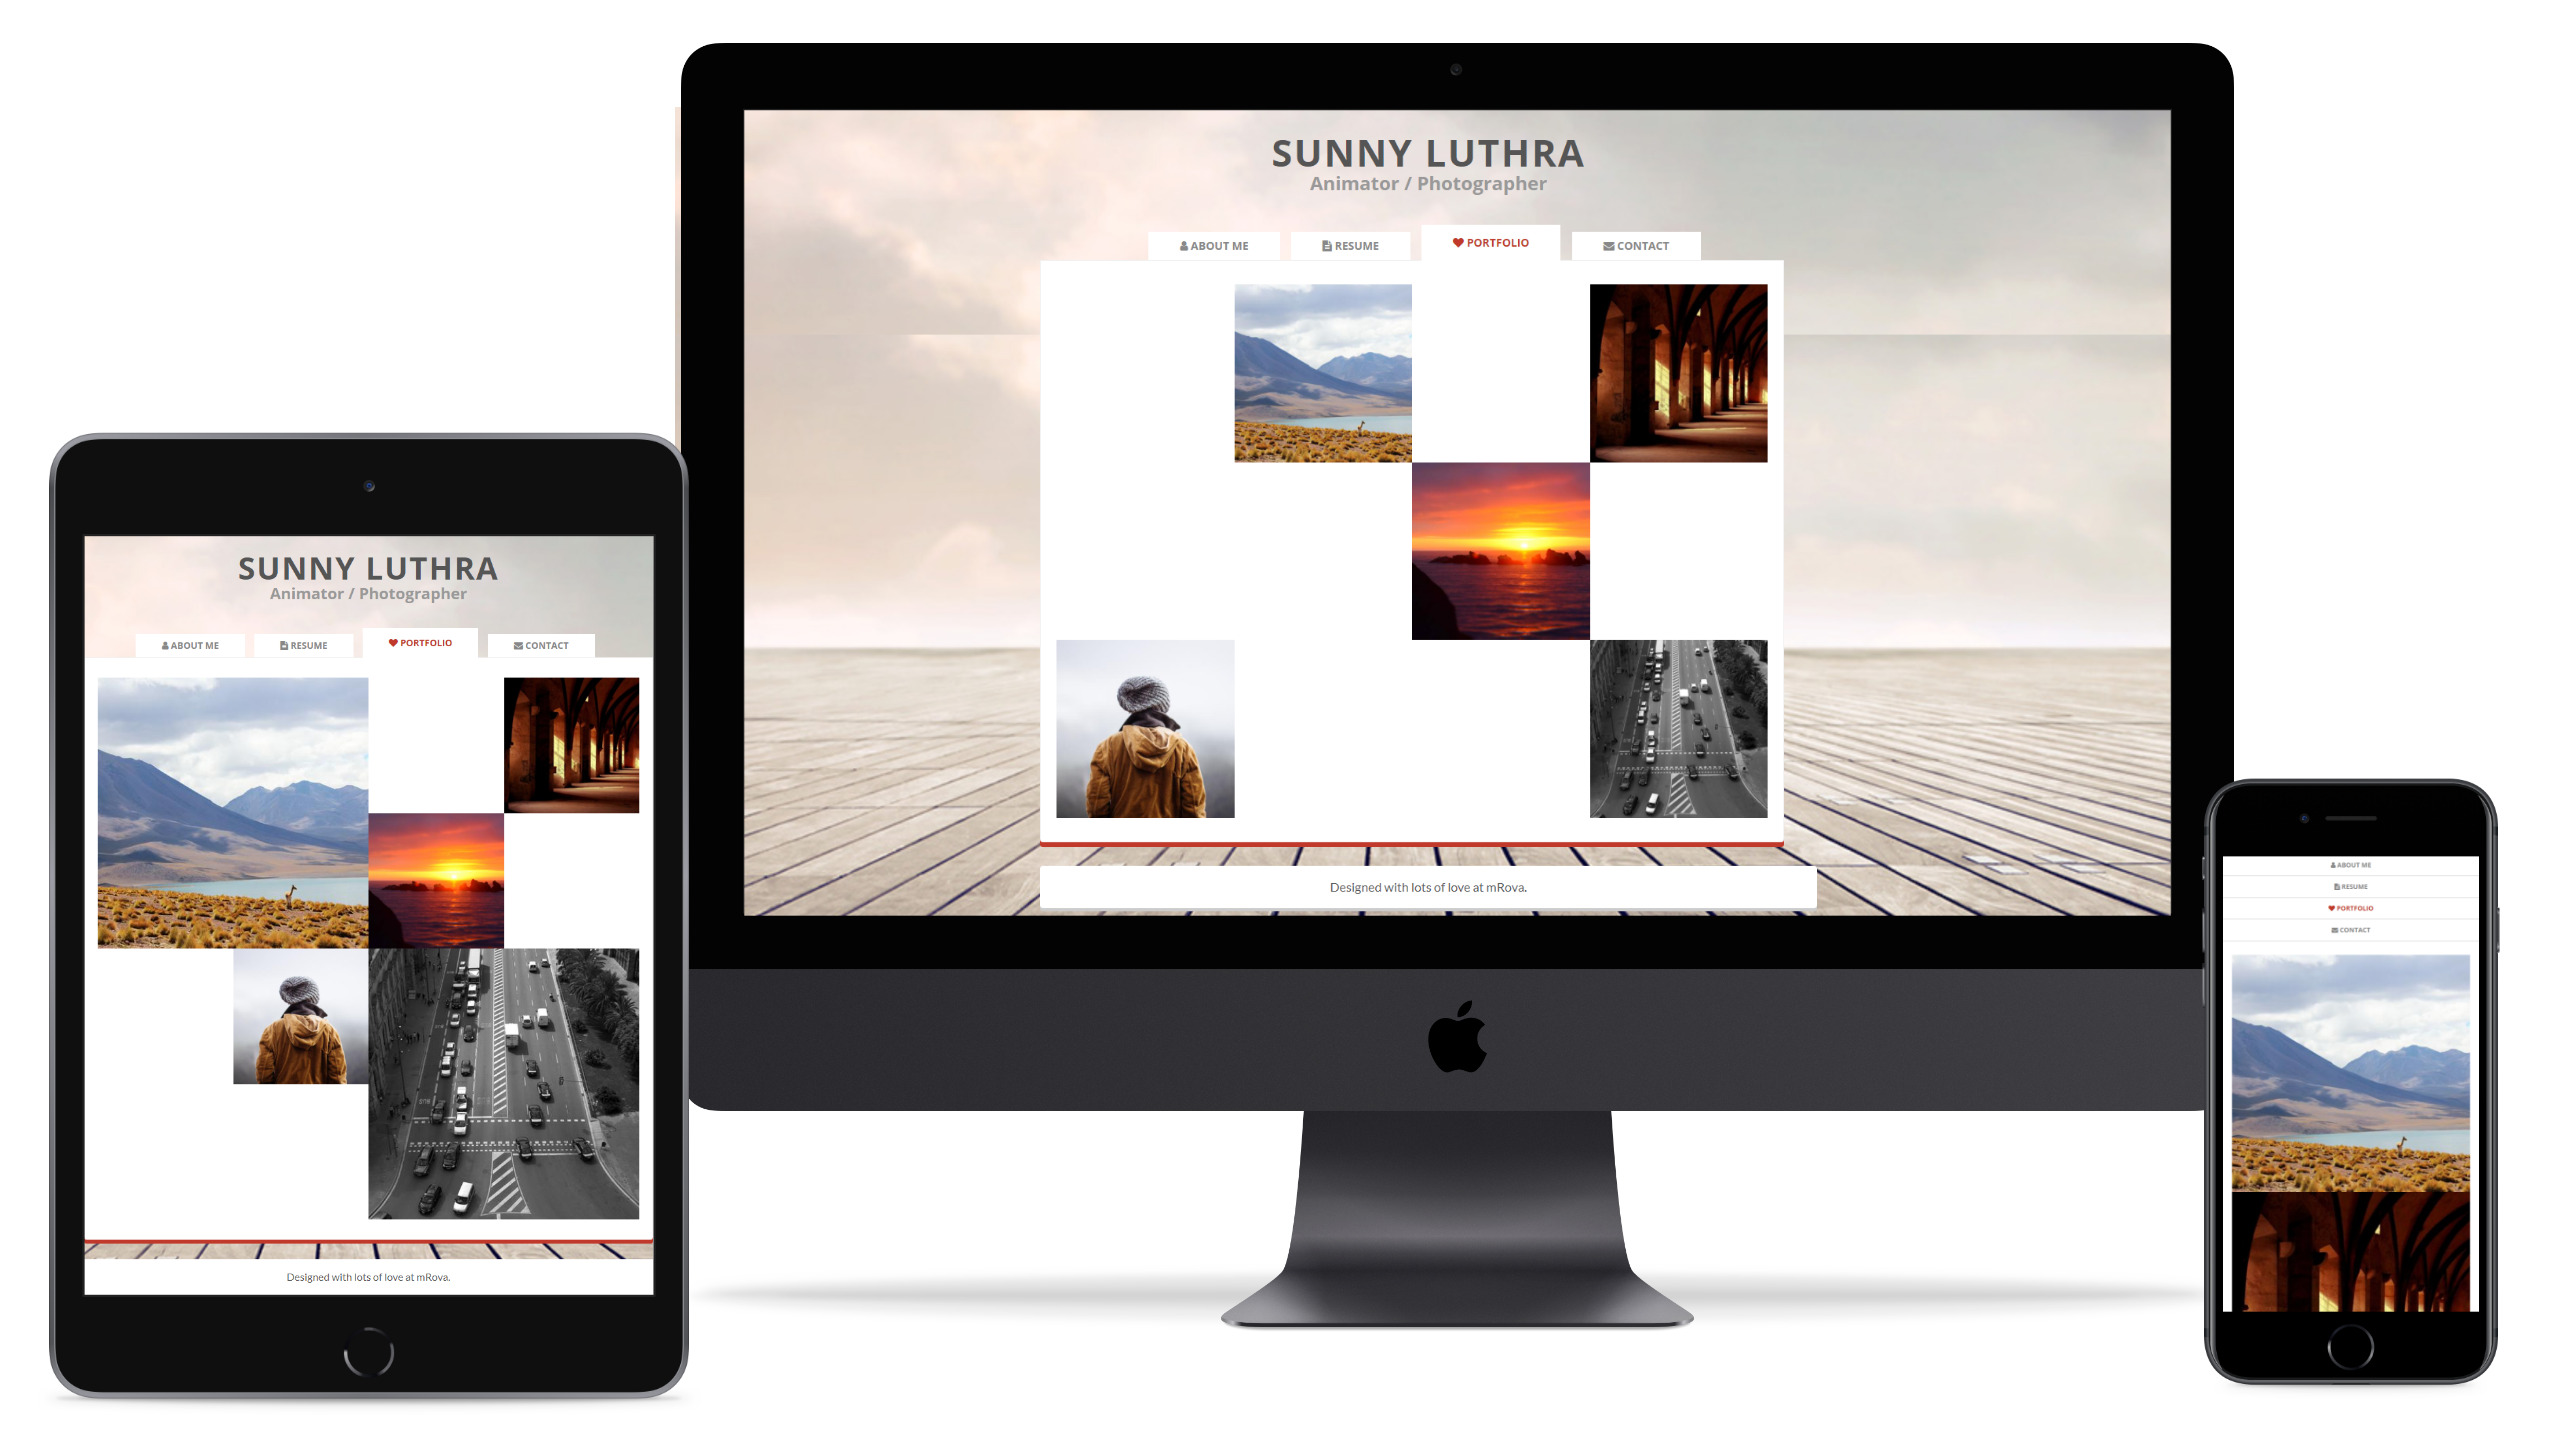 SUNNY LUTHRA
Animator / Photographer
ABOUT ME
RESUME
PORTFOLIO
CONTACT
Designed with lots of love at mRova.
SUNNY LUTHRA
Animator / Photographer
ABOUT ME
RESUME
PORTFOLIO
CONTACT
Designed with lots of love at mRova.
ABOUT ME
RESUME
PORTFOLIO
CONTACT